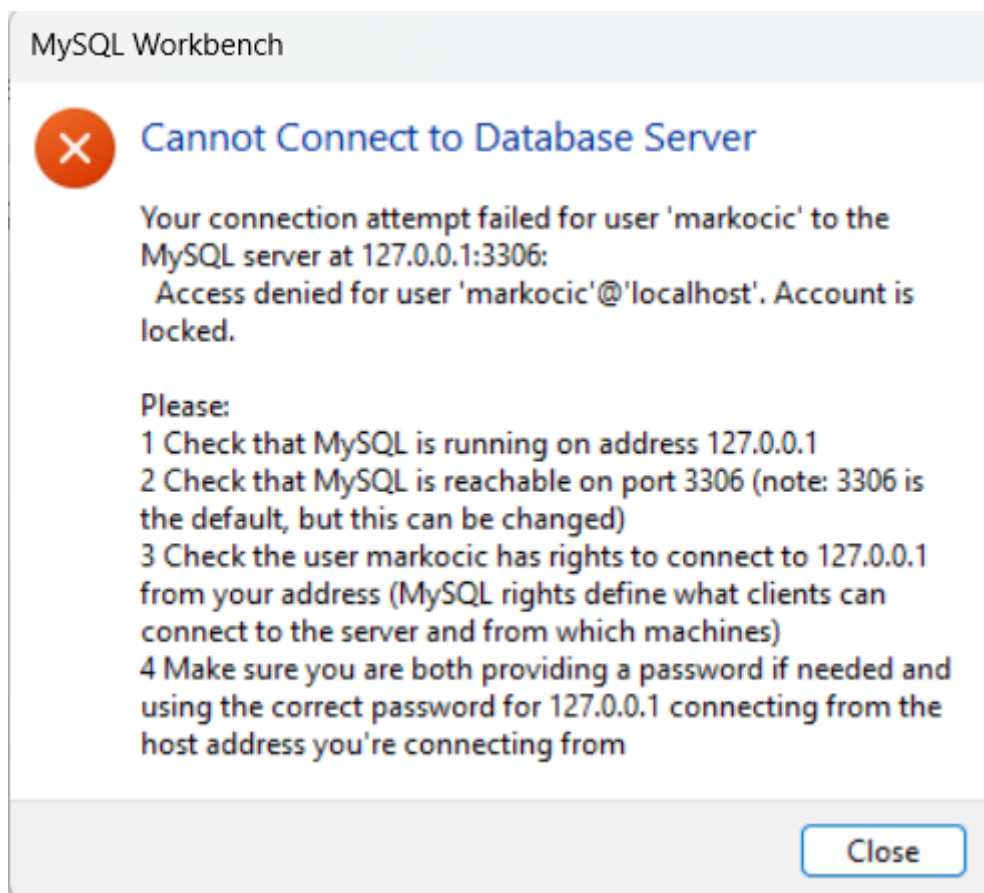 MySQL Workbench
Cannot Connect to Database Server
Your connection attempt failed for user 'markocic' to the
MySQL server at 127.0.0.1:3306:
Access denied for user 'markocic'@'localhost'. Account is
locked.
Please:
1 Check that MySQL is running on address 127.0.0.1
2 Check that MySQL is reachable on port 3306 (note: 3306 is
the default, but this can be changed)
3 Check the user markocic has rights to connect to 127.0.0.1
from your address (MySQL rights define what clients can
connect to the server and from which machines)
4 Make sure you are both providing a password if needed and
using the correct password for 127.0.0.1 connecting from the
host address you're connecting from
Close